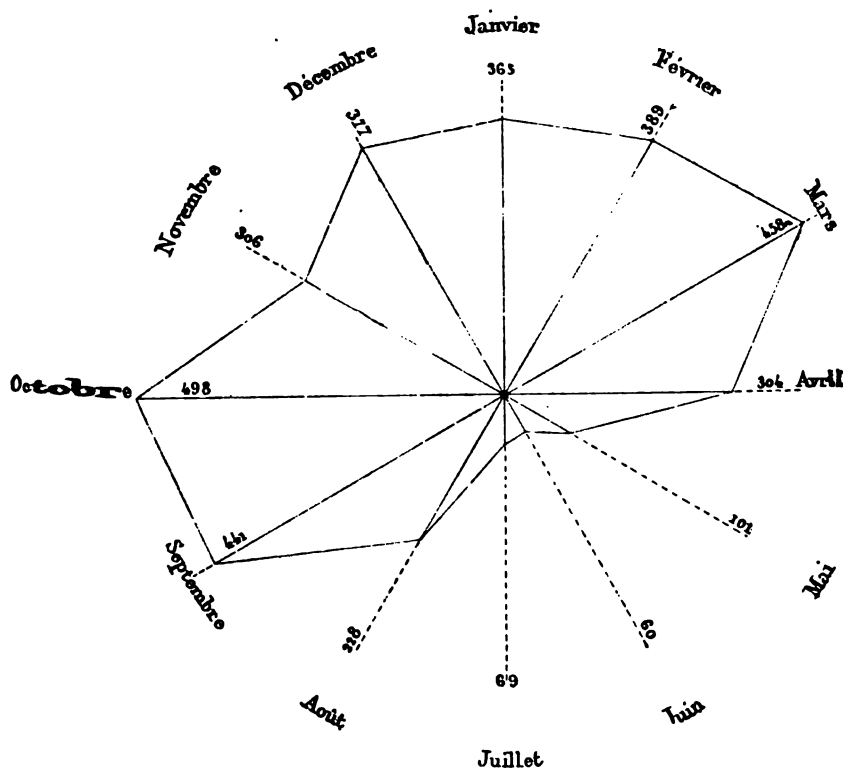 Janvier
365
Février
389
Mars
458
Avril
304
Mai
101
Juin
60
Juillet
69
Août
228
Septembre
Octobre
498
Novembre
306
Décembre
377